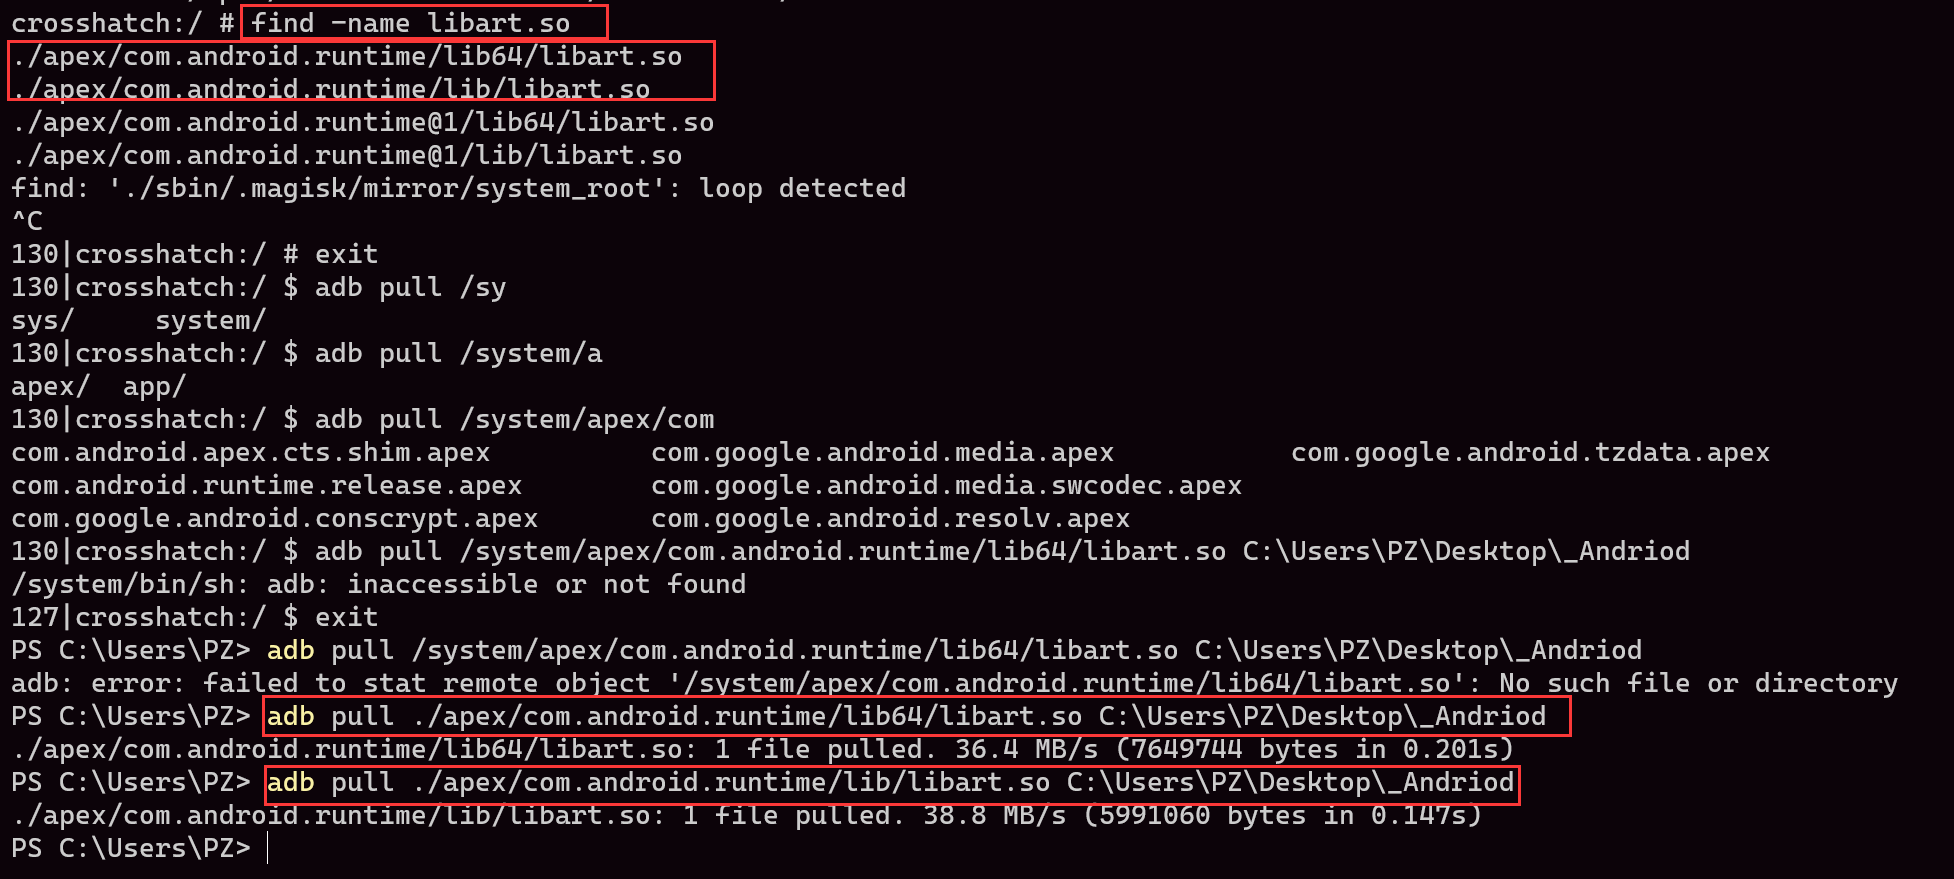 crosshatch:/ # find -name libart.so
./apex/com.android.runtime/lib64/libart.so
./apex/com.android.runtime/lib/libart.so
./apex/com.android.runtime@1/lib64/libart.so
./apex/com.android.runtime@1/lib/libart.so
find: './sbin/.magisk/mirror/system_root': loop detected
^C
130|crosshatch:/ # exit
130|crosshatch:/ $ adb pull /sy
sys/     system/
130|crosshatch:/ $ adb pull /system/a
apex/  app/
130|crosshatch:/ $ adb pull /system/apex/com
com.android.apex.cts.shim.apex          com.google.android.media.apex           com.google.android.tzdata.apex
com.android.runtime.release.apex        com.google.android.media.swcodec.apex
com.google.android.conscrypt.apex       com.google.android.resolv.apex
130|crosshatch:/ $ adb pull /system/apex/com.android.runtime/lib64/libart.so C:\Users\PZ\Desktop\_Andriod
/system/bin/sh: adb: inaccessible or not found
127|crosshatch:/ $ exit
PS C:\Users\PZ> adb pull /system/apex/com.android.runtime/lib64/libart.so C:\Users\PZ\Desktop\_Andriod
adb: error: failed to stat remote object '/system/apex/com.android.runtime/lib64/libart.so': No such file or directory
PS C:\Users\PZ> adb pull ./apex/com.android.runtime/lib64/libart.so C:\Users\PZ\Desktop\_Andriod
./apex/com.android.runtime/lib64/libart.so: 1 file pulled. 36.4 MB/s (7649744 bytes in 0.201s)
PS C:\Users\PZ> adb pull ./apex/com.android.runtime/lib/libart.so C:\Users\PZ\Desktop\_Andriod
./apex/com.android.runtime/lib/libart.so: 1 file pulled. 38.8 MB/s (5991060 bytes in 0.147s)
PS C:\Users\PZ>